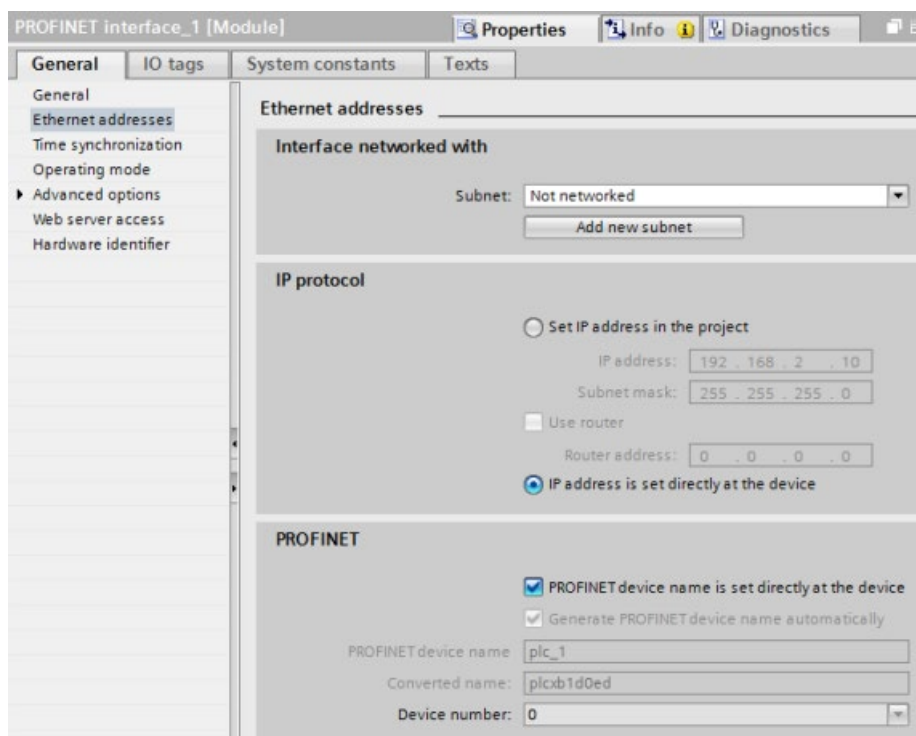 PROFINET interface_1 [Module]
Properties
Info
Diagnostics
General
IO tags
System constants
Texts
General
Ethernet addresses
Time synchronization
Operating mode
Advanced options
Web server access
Hardware identifier
Ethernet addresses
Interface networked with
Subnet: Not networked
Add new subnet
IP protocol
Set IP address in the project
IP address: 192 . 168 . 2 . 10
Subnet mask: 255 . 255 . 255 . 0
Use router
Router address: 0 . 0 . 0 . 0
IP address is set directly at the device
PROFINET
PROFINET device name is set directly at the device
Generate PROFINET device name automatically
PROFINET device name plc_1
Converted name: plcxb1d0ed
Device number: 0